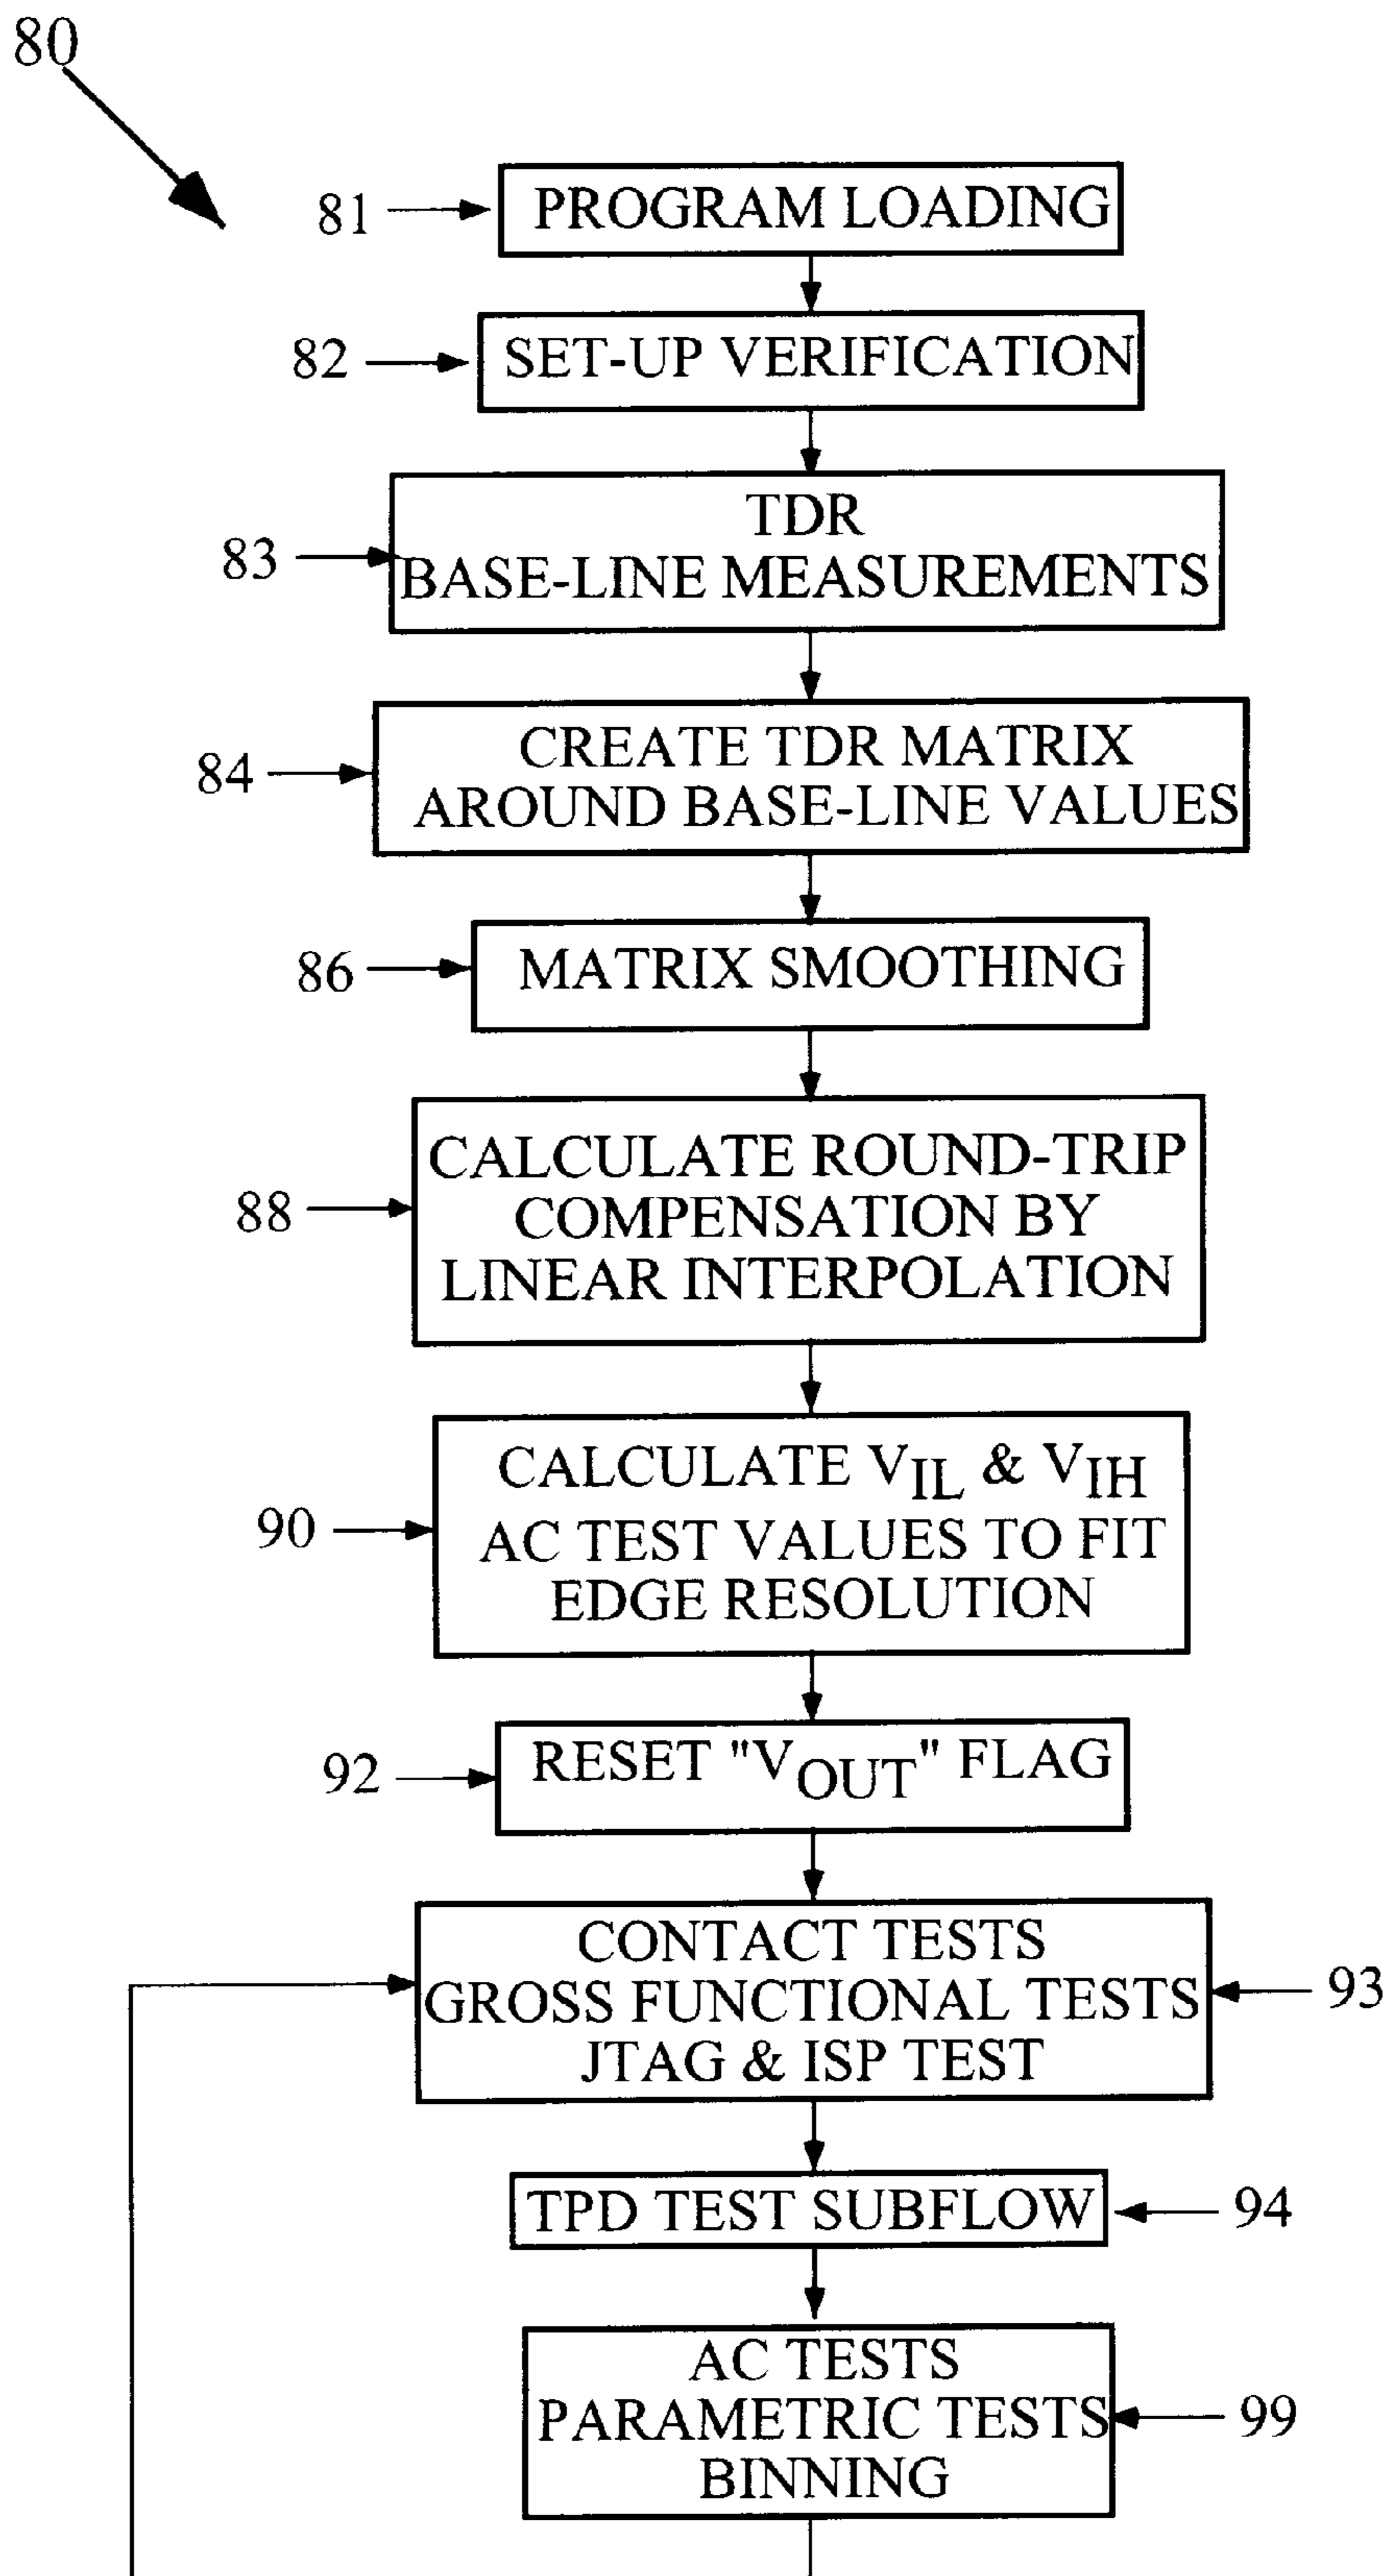 80
81
PROGRAM LOADING
82
SET-UP VERIFICATION
83
TDR
BASE-LINE MEASUREMENTS
84
CREATE TDR MATRIX
AROUND BASE-LINE VALUES
86
MATRIX SMOOTHING
88
CALCULATE ROUND-TRIP
COMPENSATION BY
LINEAR INTERPOLATION
90
CALCULATE VIL & VIH
AC TEST VALUES TO FIT
EDGE RESOLUTION
92
RESET "VOUT" FLAG
CONTACT TESTS
GROSS FUNCTIONAL TESTS
JTAG & ISP TEST
93
TPD TEST SUBFLOW
94
AC TESTS
PARAMETRIC TESTS
BINNING
99